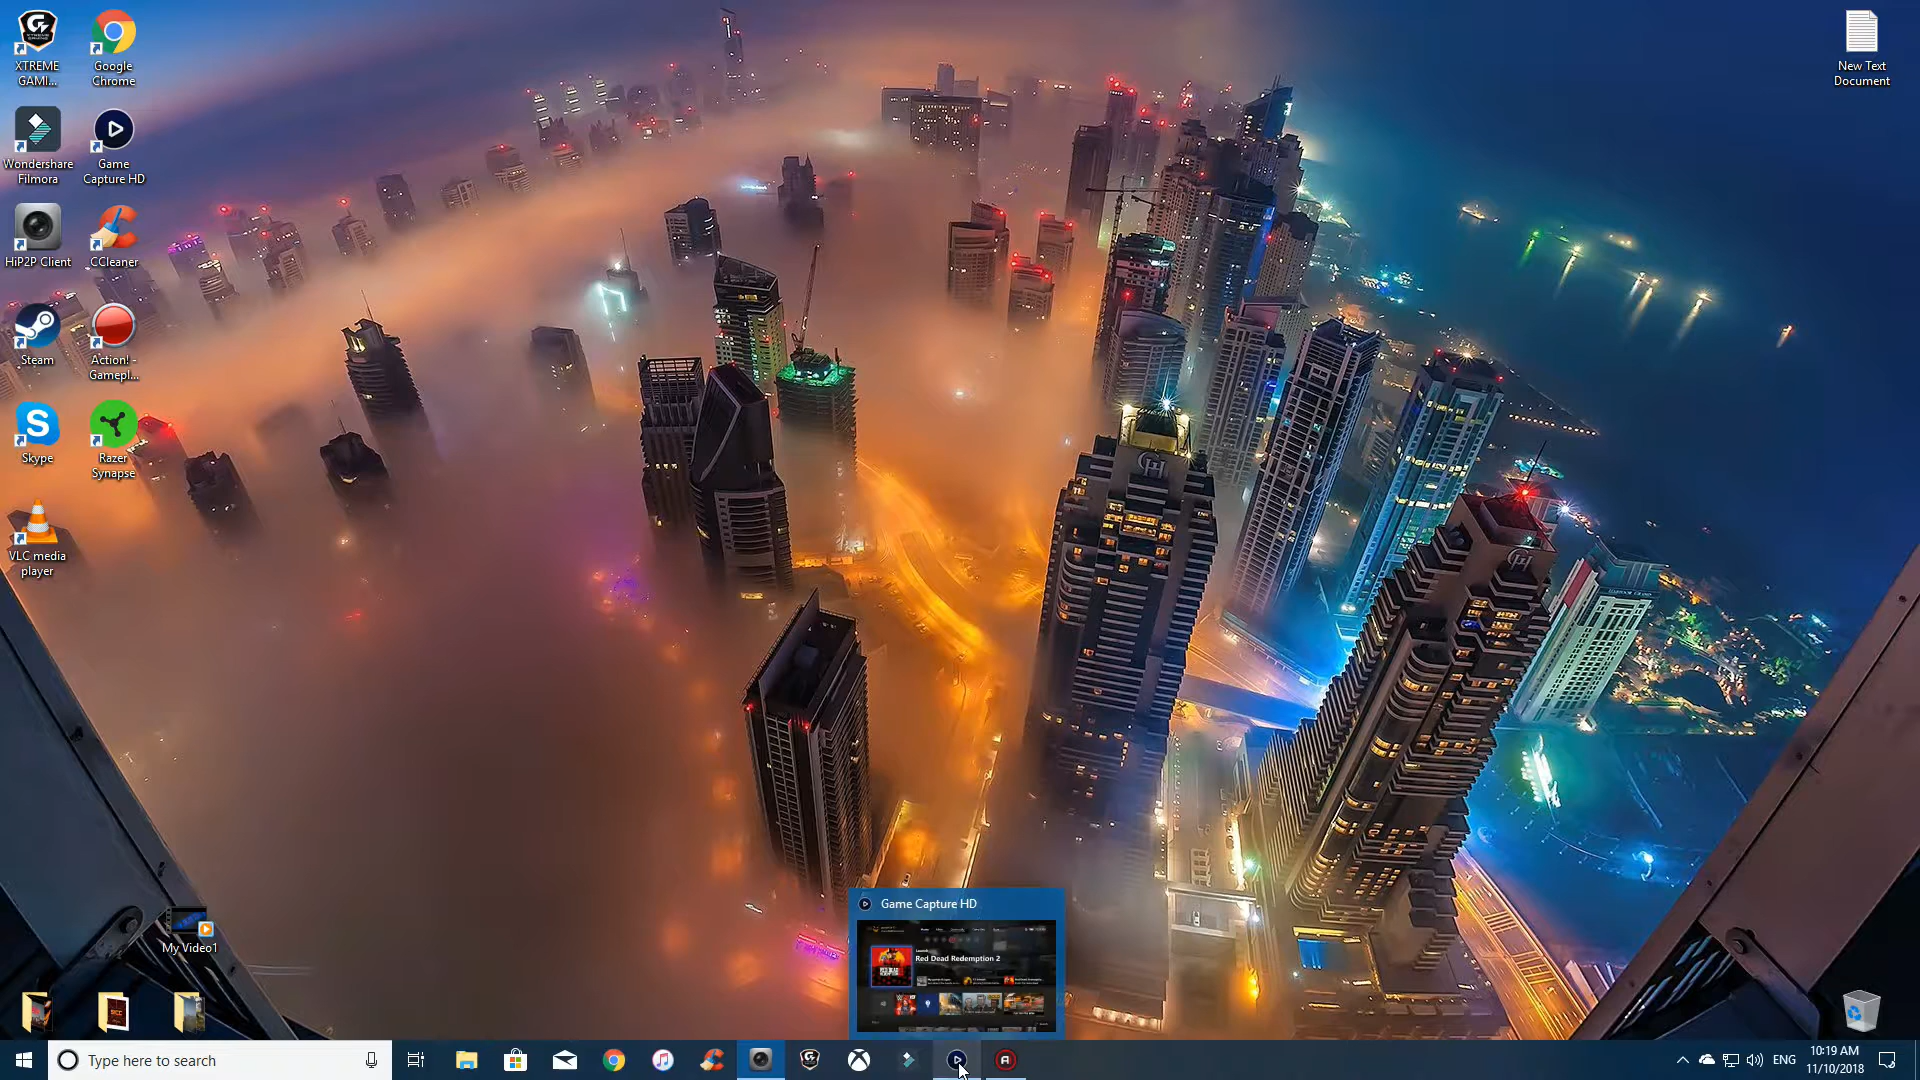 XTREME
GAMI...
Google
Chrome
New Text
Document
Wondershare
Filmora
Game
Capture HD
HiP2P Client
CCleaner
Steam
Action! -
Gamepl...
Skype
Razer
Synapse
VLC media
player
My Video1
Game Capture HD
Red Dead Redemption 2
Type here to search
ENG
10:19 AM
11/10/2018